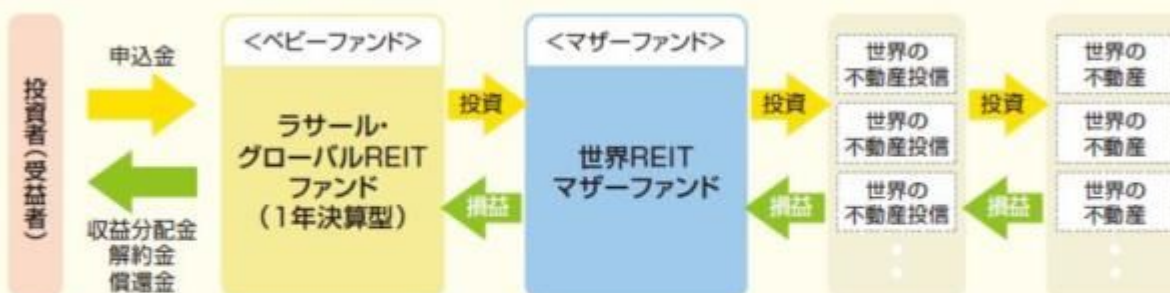 投資者(受益者)
申込金
収益分配金
解約金
償還金
<ベビーファンド>
ラサール・
グローバルREIT
ファンド
(1年決算型)
投資
損益
<マザーファンド>
世界REIT
マザーファンド
投資
損益
世界の
不動産投信
世界の
不動産投信
世界の
不動産投信
投資
損益
世界の
不動産
世界の
不動産
世界の
不動産